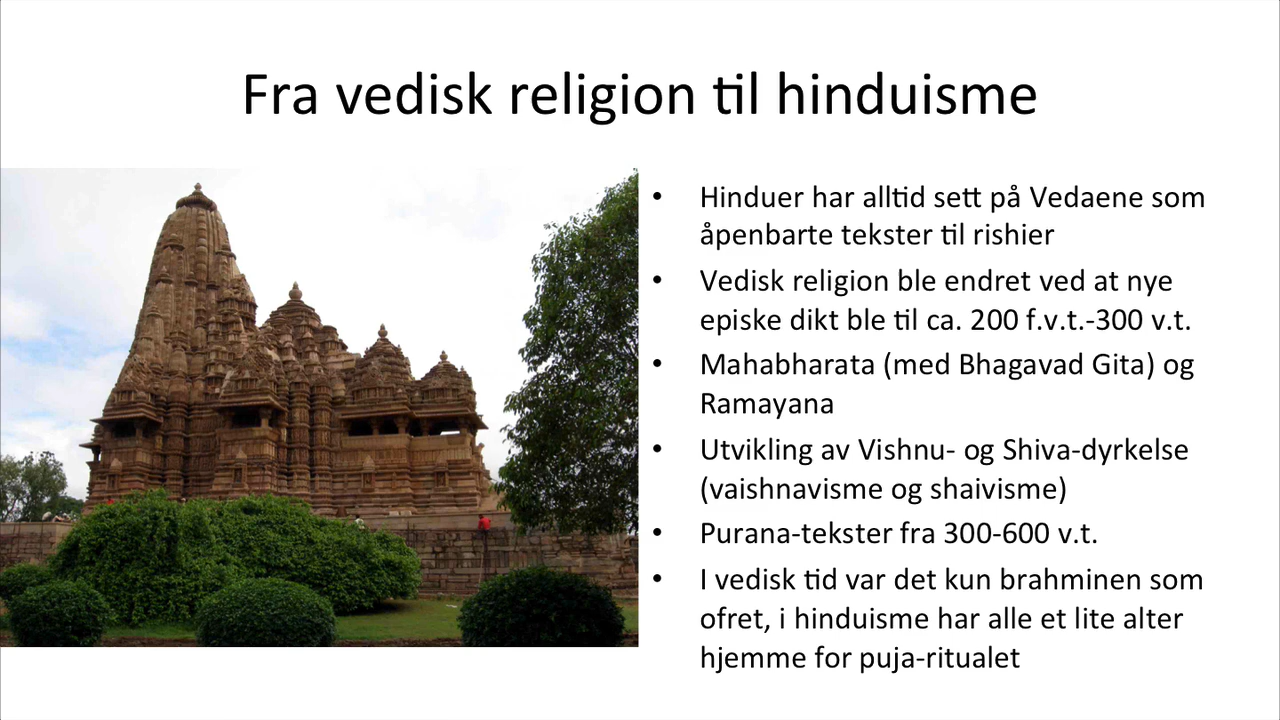 Fra vedisk religion til hinduisme
• Hinduer har alltid sett på Vedaene som
åpenbarte tekster til rishier
• Vedisk religion ble endret ved at nye
episke dikt ble til ca. 200 f.v.t.-300 v.t.
• Mahabharata (med Bhagavad Gita) og
Ramayana
• Utvikling av Vishnu- og Shiva-dyrkelse
(vaishnavisme og shaivisme)
• Purana-tekster fra 300-600 v.t.
• I vedisk tid var det kun brahminen som
ofret, i hinduisme har alle et lite alter
hjemme for puja-ritualet